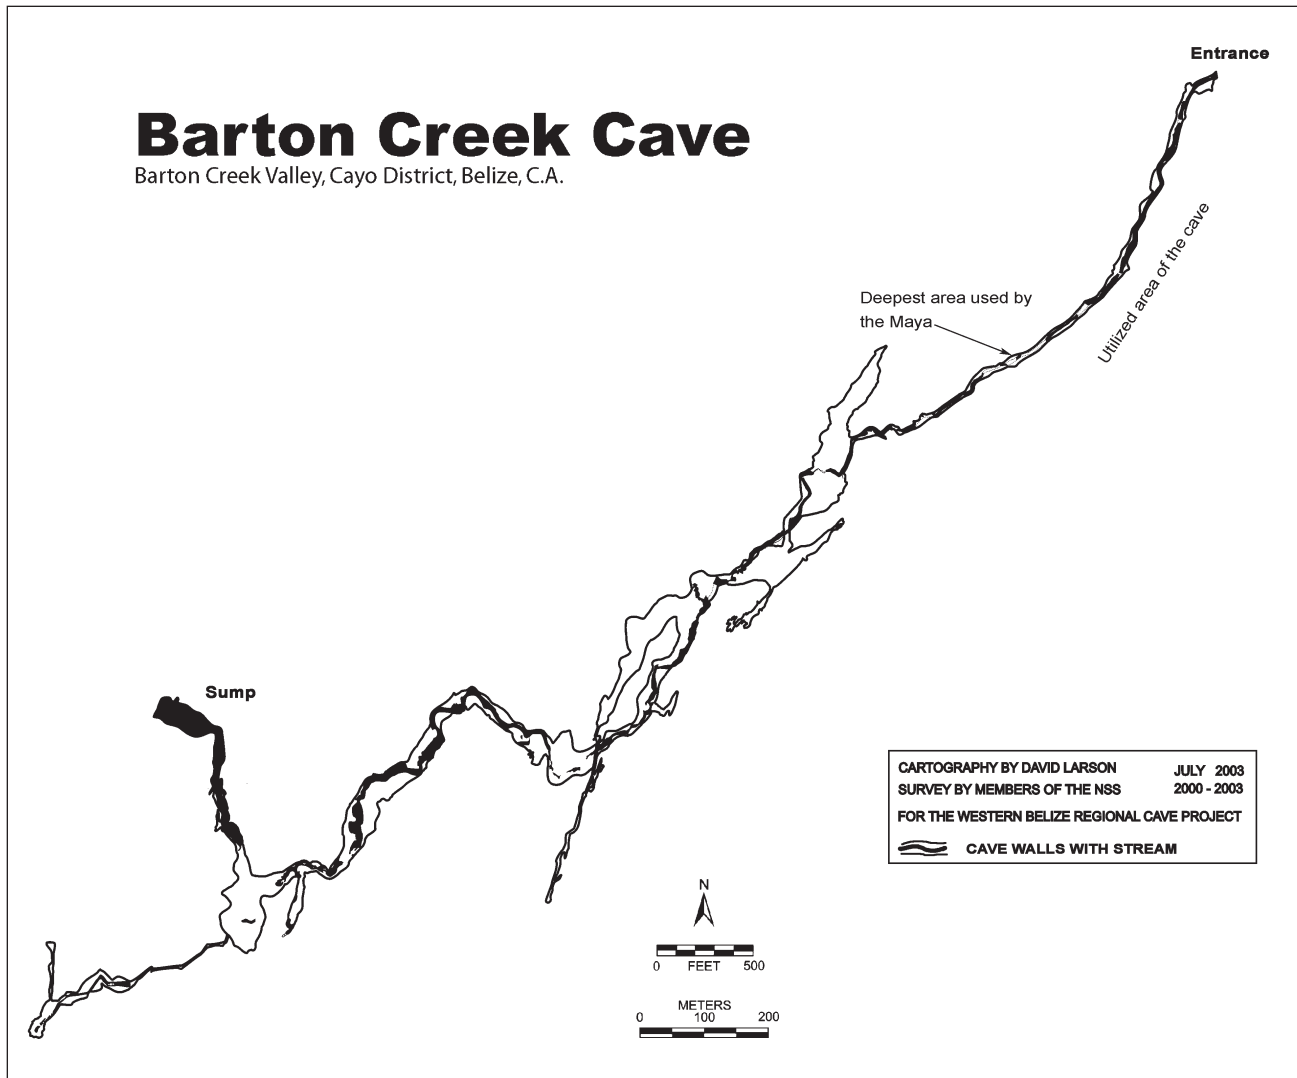 Entrance
Barton Creek Cave
Barton Creek Valley, Cayo District, Belize, C.A.
Utilized area of the cave
Deepest area used by
the Maya
Sump
CARTOGRAPHY BY DAVID LARSON JULY 2003
SURVEY BY MEMBERS OF THE NSS 2000 - 2003
FOR THE WESTERN BELIZE REGIONAL CAVE PROJECT
CAVE WALLS WITH STREAM
N
0 FEET 500
METERS
0 100 200